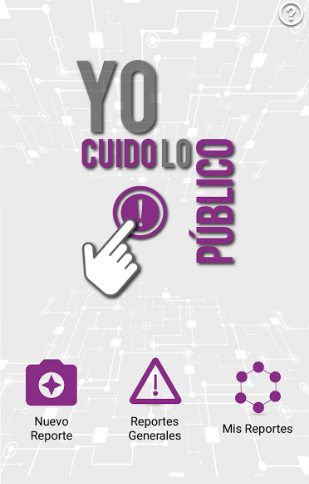 ?
YO
CUIDO LO
PÚBLICO
!
Nuevo
Reporte
!
Reportes
Generales
Mis Reportes